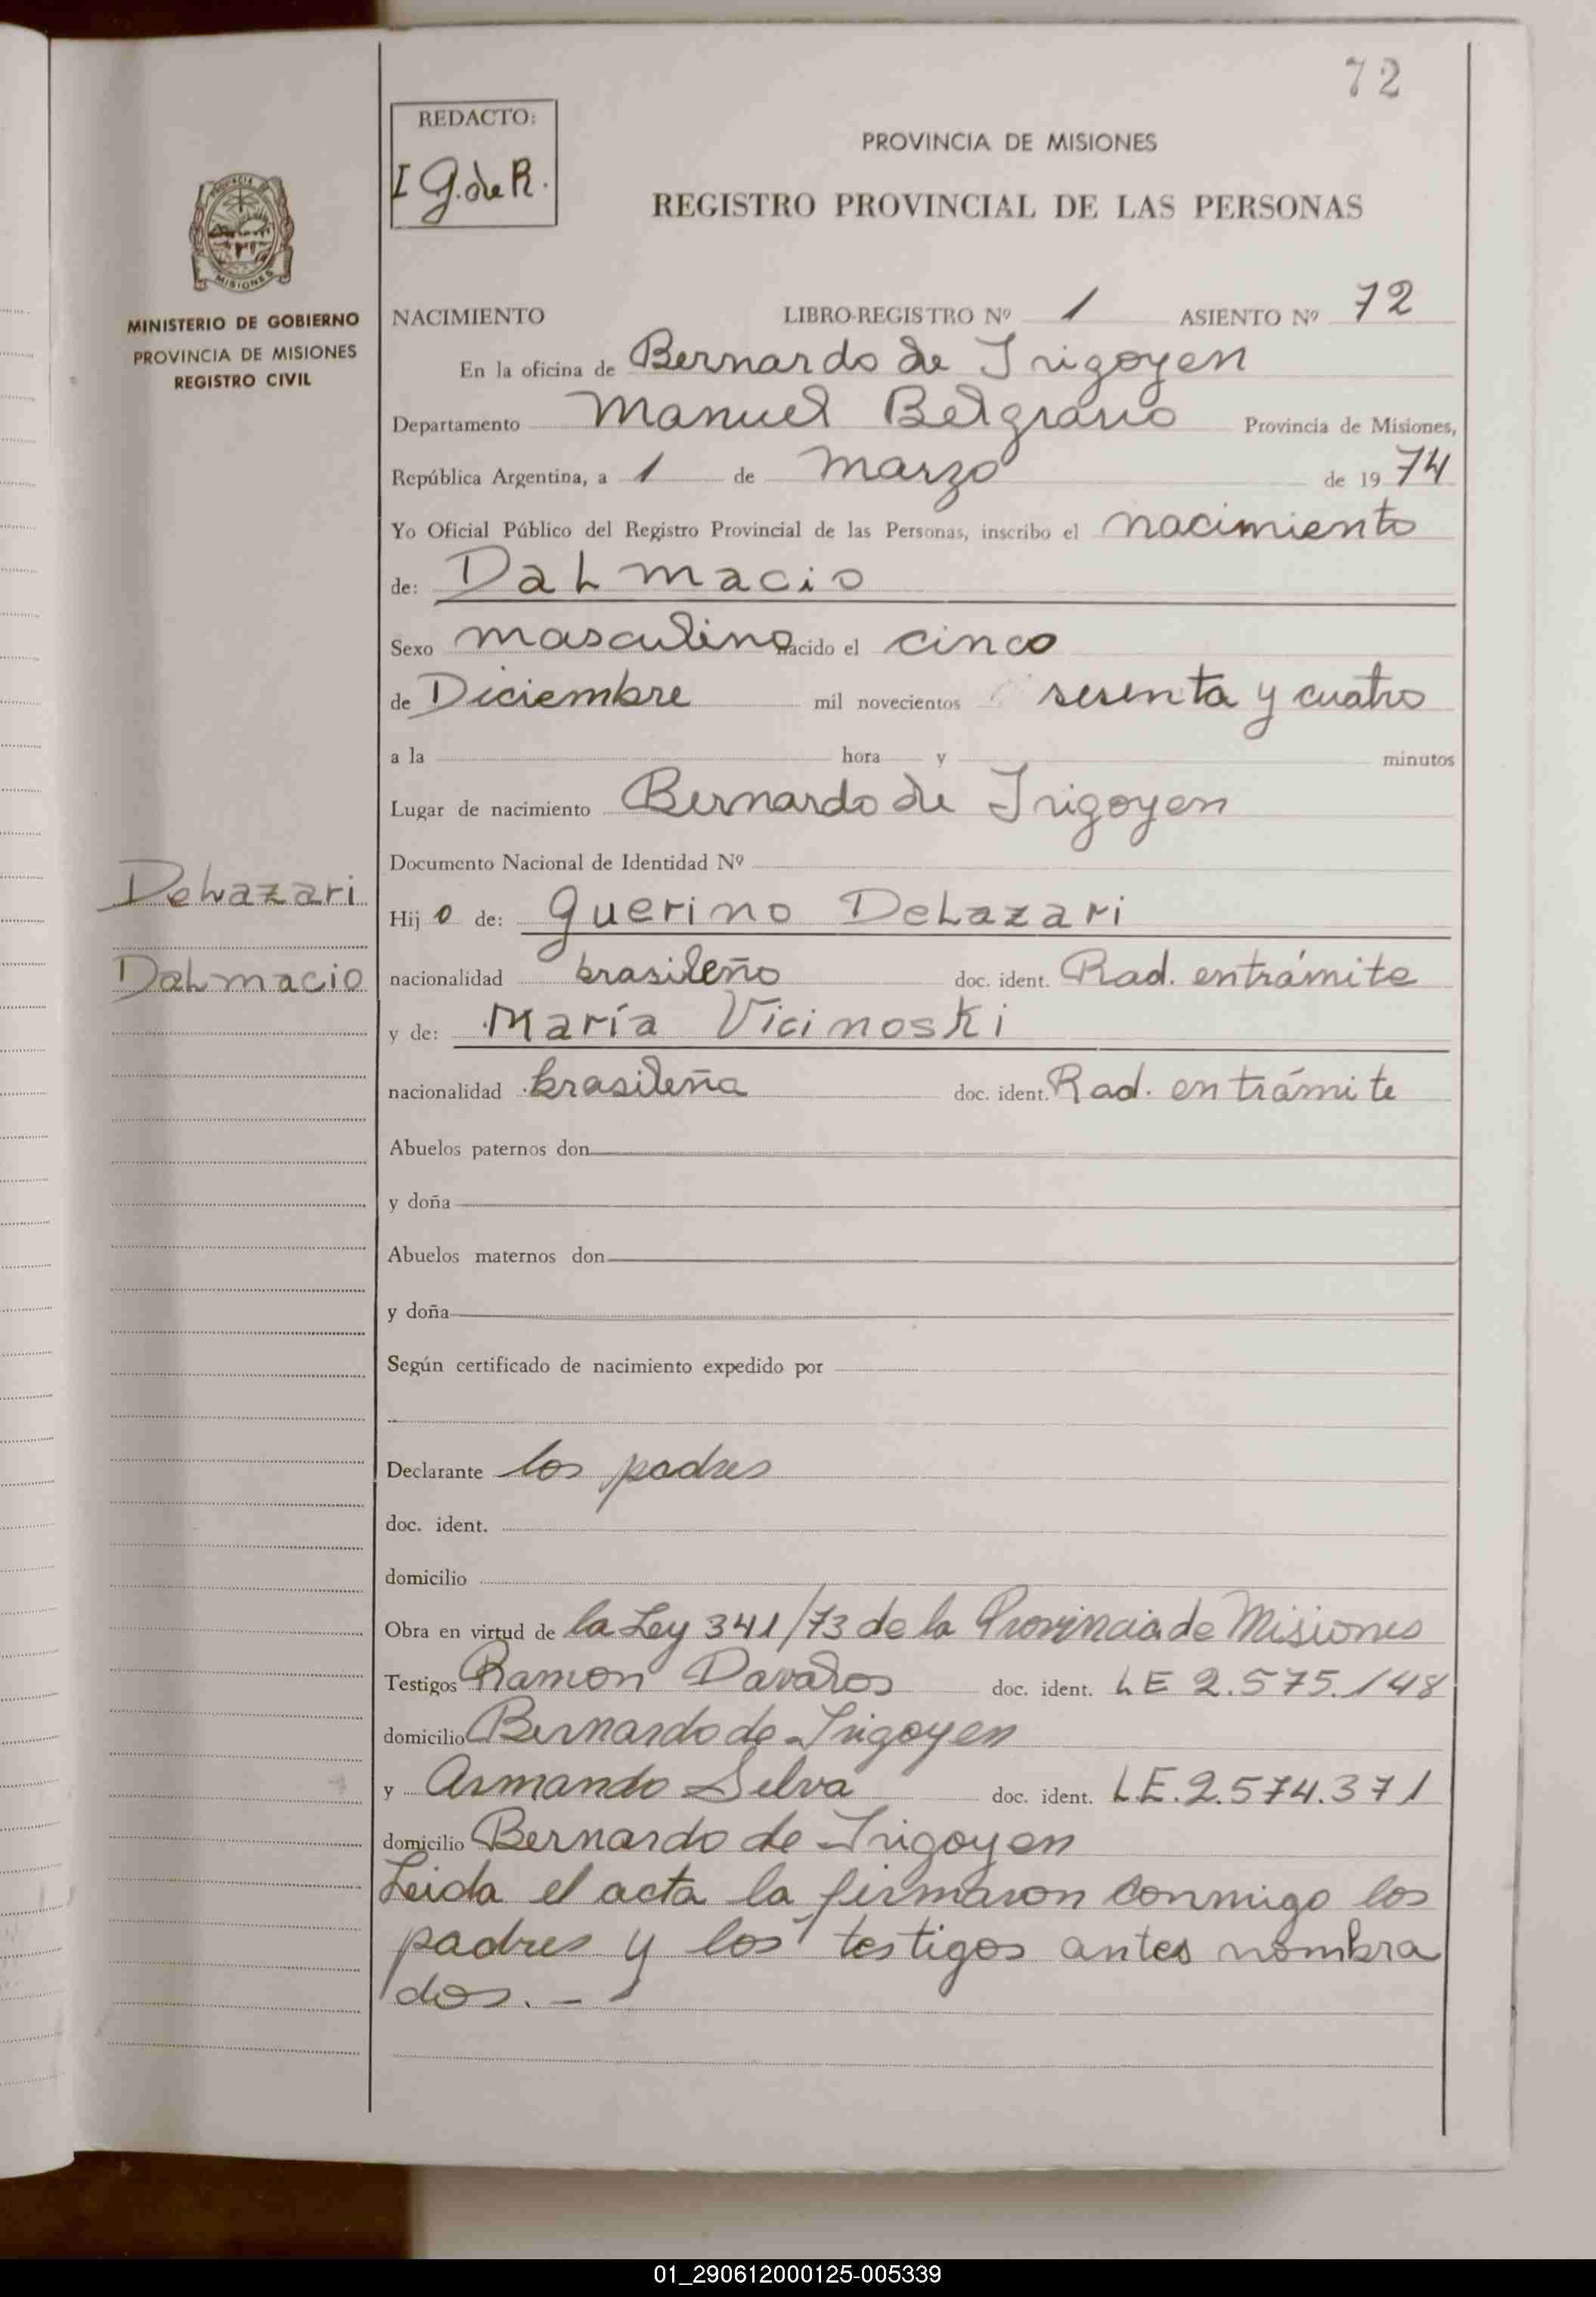 72
REDACTO:
I G. de R.
PROVINCIA DE MISIONES
REGISTRO PROVINCIAL DE LAS PERSONAS
MISIONES
MINISTERIO DE GOBIERNO
PROVINCIA DE MISIONES
REGISTRO CIVIL
NACIMIENTO LIBRO-REGISTRO Nº 1 ASIENTO Nº 72
En la oficina de Bernardo de Irigoyen
Departamento Manuel Belgrano Provincia de Misiones,
República Argentina, a 1 de marzo de 1974
Yo Oficial Público del Registro Provincial de las Personas, inscribo el nacimiento
de: DaLmacio
Sexo masculino nacido el cinco
de Diciembre mil novecientos sesenta y cuatro
a la hora y minutos
Lugar de nacimiento Bernardo de Irigoyen
Documento Nacional de Identidad Nº
DeLazari
Hijo de: Guerino DeLazari
DaLmacio
nacionalidad brasileño doc. ident. Rad. en trámite
y de: María Vicinoski
nacionalidad brasileña doc. ident. Rad. en trámite
Abuelos paternos don
y doña
Abuelos maternos don
y doña
Según certificado de nacimiento expedido por
Declarante los padres
doc. ident.
domicilio
Obra en virtud de la Ley 341/73 de la Provincia de Misiones
Testigos Ramon Davalos doc. ident. LE 2.575.148
domicilio Bernardo de Irigoyen
y Armando Silva doc. ident. L.E. 2.574.371
domicilio Bernardo de Irigoyen
Leida el acta la firmaron conmigo los
padres y los testigos antes nombra
dos. -
01_290612000125-005339